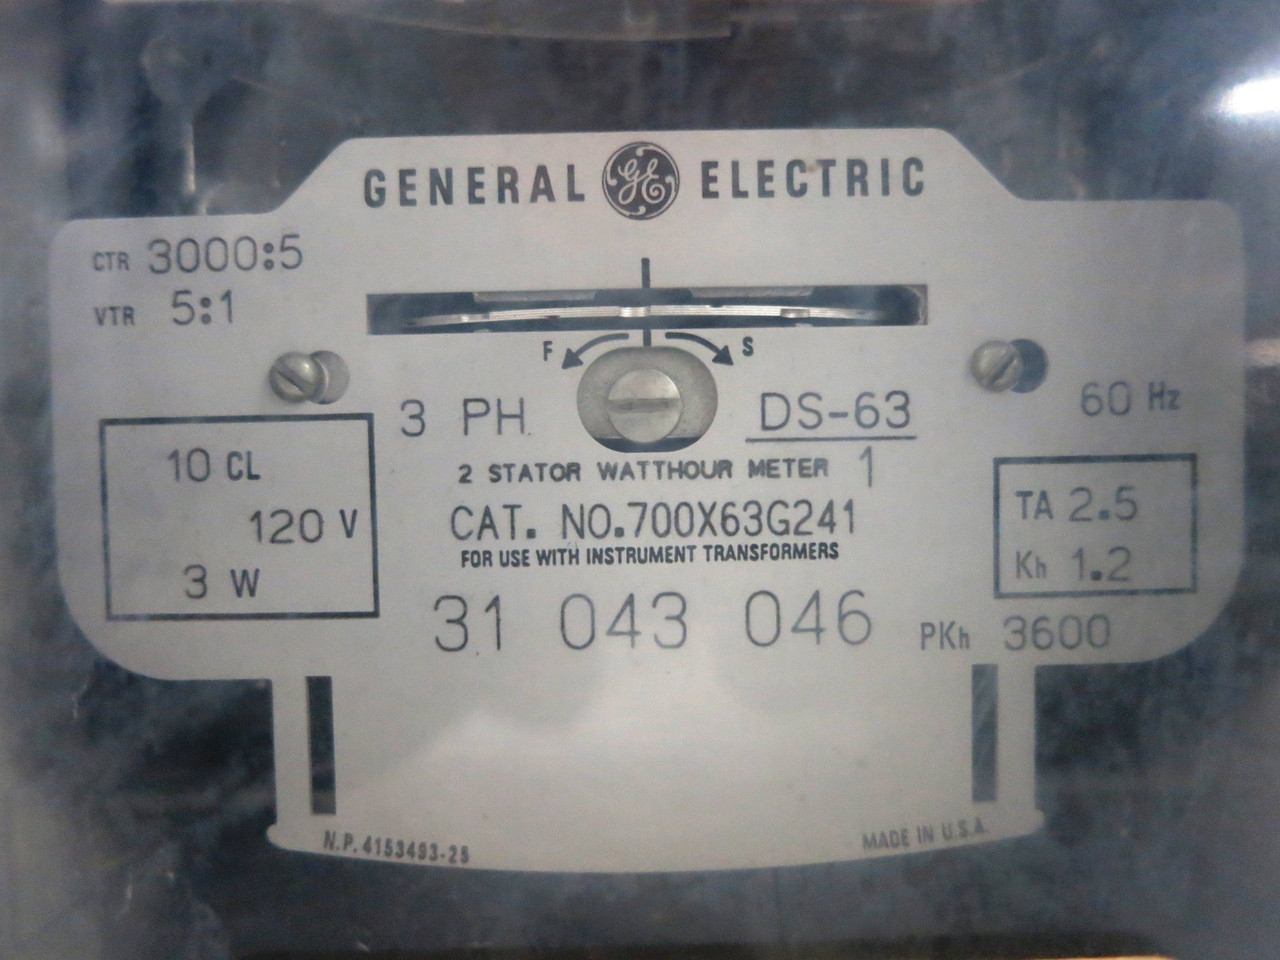 GENERAL GE ELECTRIC
CTR 3000:5
VTR 5:1
F S
3 PH. DS-63
1
60 Hz
10 CL
120 V
3 W
2 STATOR WATTHOUR METER
CAT. NO.700X63G241
FOR USE WITH INSTRUMENT TRANSFORMERS
TA 2.5
Kh 1.2
31 043 046
PKh 3600
N.P. 4153493-25
MADE IN U.S.A.